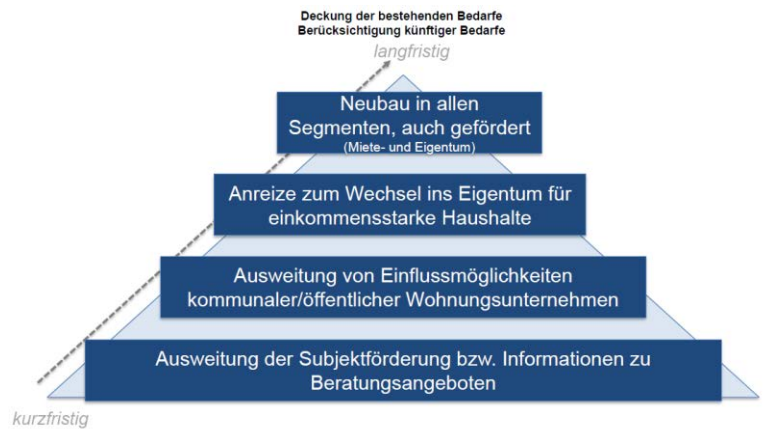 Deckung der bestehenden Bedarfe
Berücksichtigung künftiger Bedarfe
langfristig
Neubau in allen
Segmenten, auch gefördert
(Miete- und Eigentum)
Anreize zum Wechsel ins Eigentum für
einkommensstarke Haushalte
Ausweitung von Einflussmöglichkeiten
kommunaler/öffentlicher Wohnungsunternehmen
Ausweitung der Subjektförderung bzw. Informationen zu
Beratungsangeboten
kurzfristig